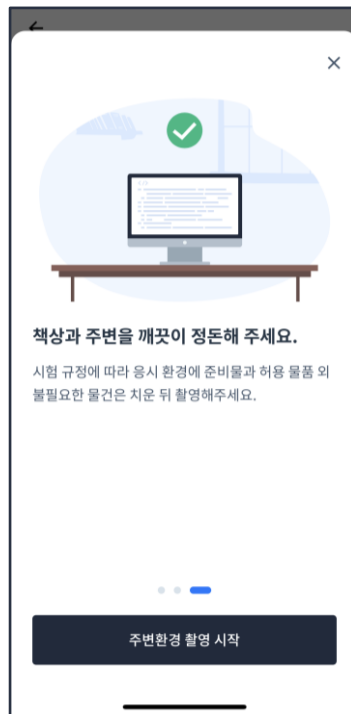 책상과 주변을 깨끗이 정돈해 주세요.
시험 규정에 따라 응시 환경에 준비물과 허용 물품 외
불필요한 물건은 치운 뒤 촬영해주세요.
주변환경 촬영 시작